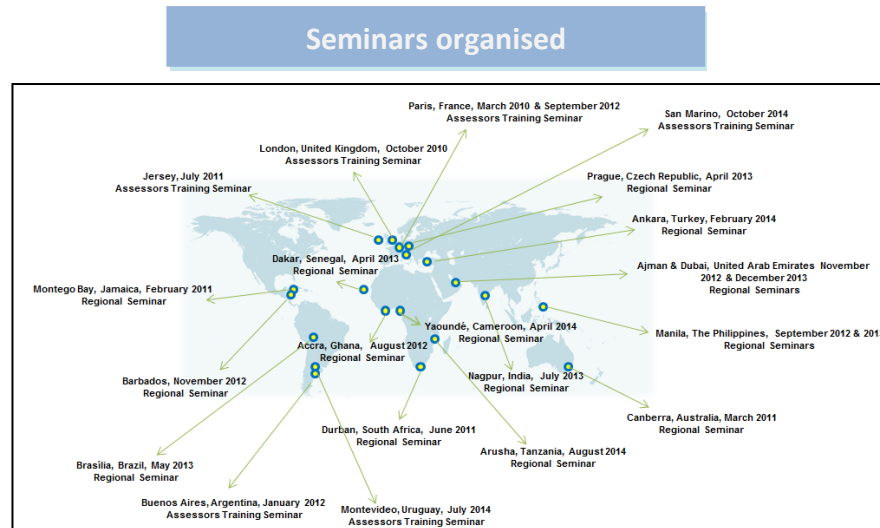 Seminars organised
Paris, France, March 2010 & September 2012
Assessors Training Seminar
San Marino, October 2014
Assessors Training Seminar
London, United Kingdom, October 2010
Assessors Training Seminar
Jersey, July 2011
Assessors Training Seminar
Prague, Czech Republic, April 2013
Regional Seminar
Ankara, Turkey, February 2014
Regional Seminar
Dakar, Senegal, April 2013
Regional Seminar
Ajman & Dubai, United Arab Emirates November
2012 & December 2013
Regional Seminars
Montego Bay, Jamaica, February 2011
Regional Seminar
Yaoundé, Cameroon, April 2014
Regional Seminar
Manila, The Philippines, September 2012 & 2013
Regional Seminars
Accra, Ghana, August 2012
Regional Seminar
Barbados, November 2012
Regional Seminar
Nagpur, India, July 2013
Regional Seminar
Canberra, Australia, March 2011
Regional Seminar
Durban, South Africa, June 2011
Regional Seminar
Arusha, Tanzania, August 2014
Regional Seminar
Brasília, Brazil, May 2013
Regional Seminar
Buenos Aires, Argentina, January 2012
Assessors Training Seminar
Montevideo, Uruguay, July 2014
Assessors Training Seminar